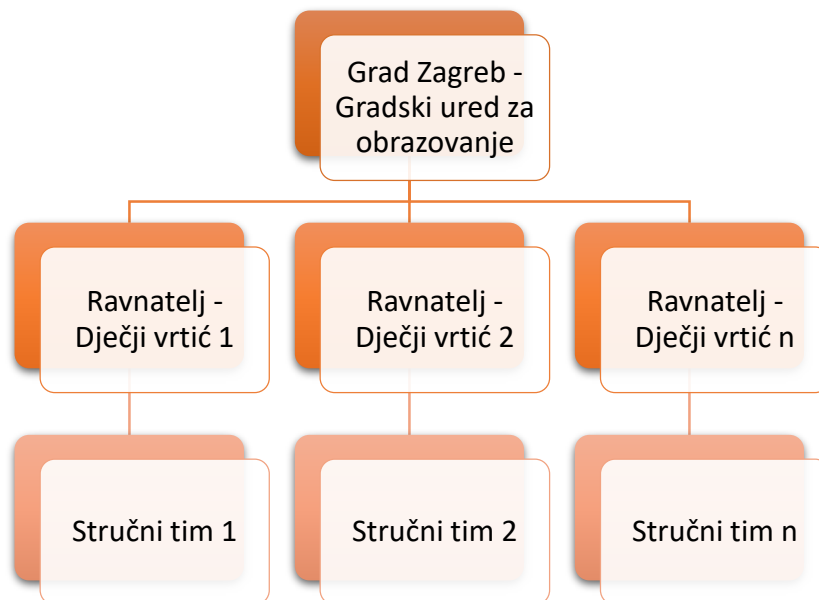 Grad Zagreb -
Gradski ured za
obrazovanje
Ravnatelj -
Dječji vrtić 1
Ravnatelj -
Dječji vrtić 2
Ravnatelj -
Dječji vrtić n
Stručni tim 1
Stručni tim 2
Stručni tim n